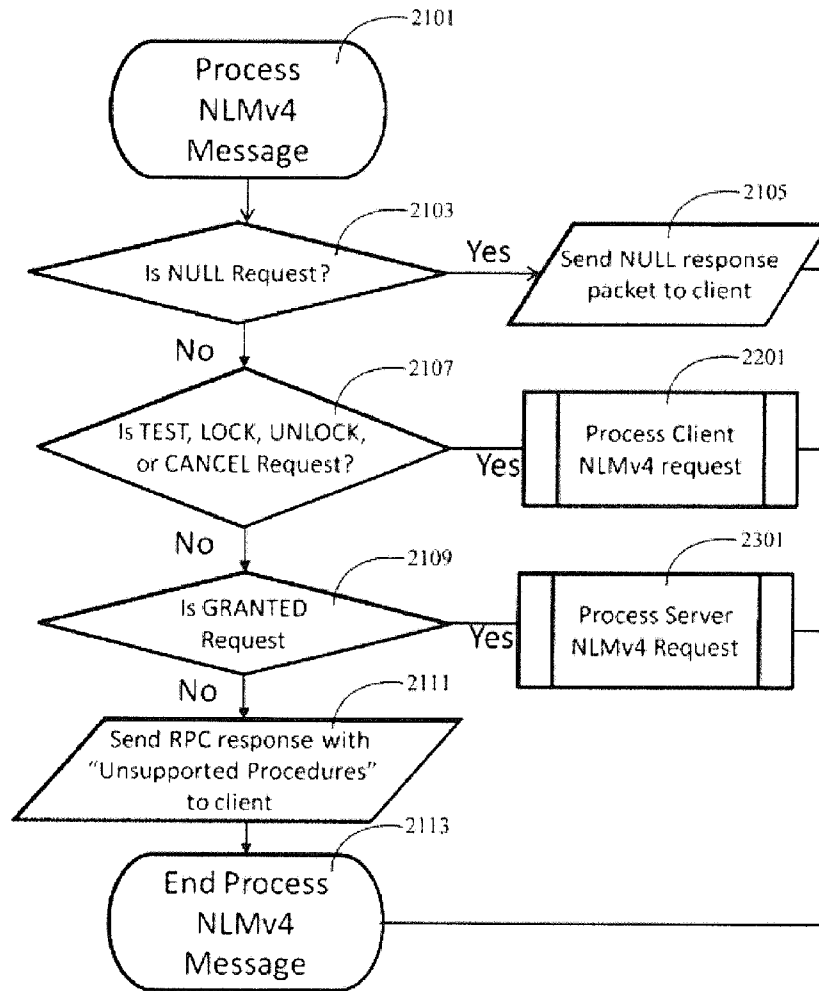 2101
Process
NLMv4
Message
2103
Is NULL Request?
Yes
2105
Send NULL response
packet to client
No
2107
Is TEST, LOCK, UNLOCK,
or CANCEL Request?
Yes
2201
Process Client
NLMv4 request
No
2109
Is GRANTED
Request
Yes
2301
Process Server
NLMv4 Request
No
2111
Send RPC response with
“Unsupported Procedures”
to client
2113
End Process
NLMv4
Message